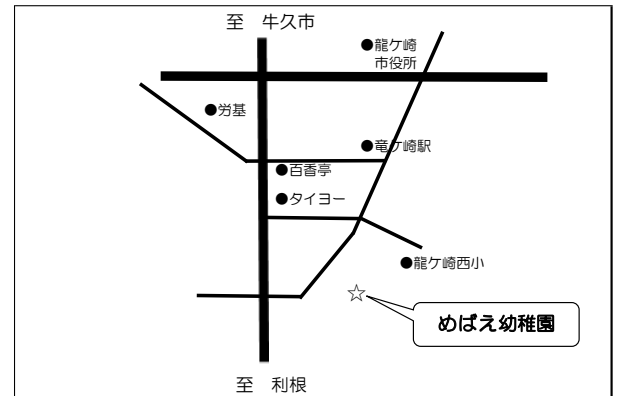 至　牛久市
●龍ケ崎
市役所
●労基
●竜ケ崎駅
●百香亭
●タイヨー
●龍ケ崎西小
☆
めばえ幼稚園
至　利根